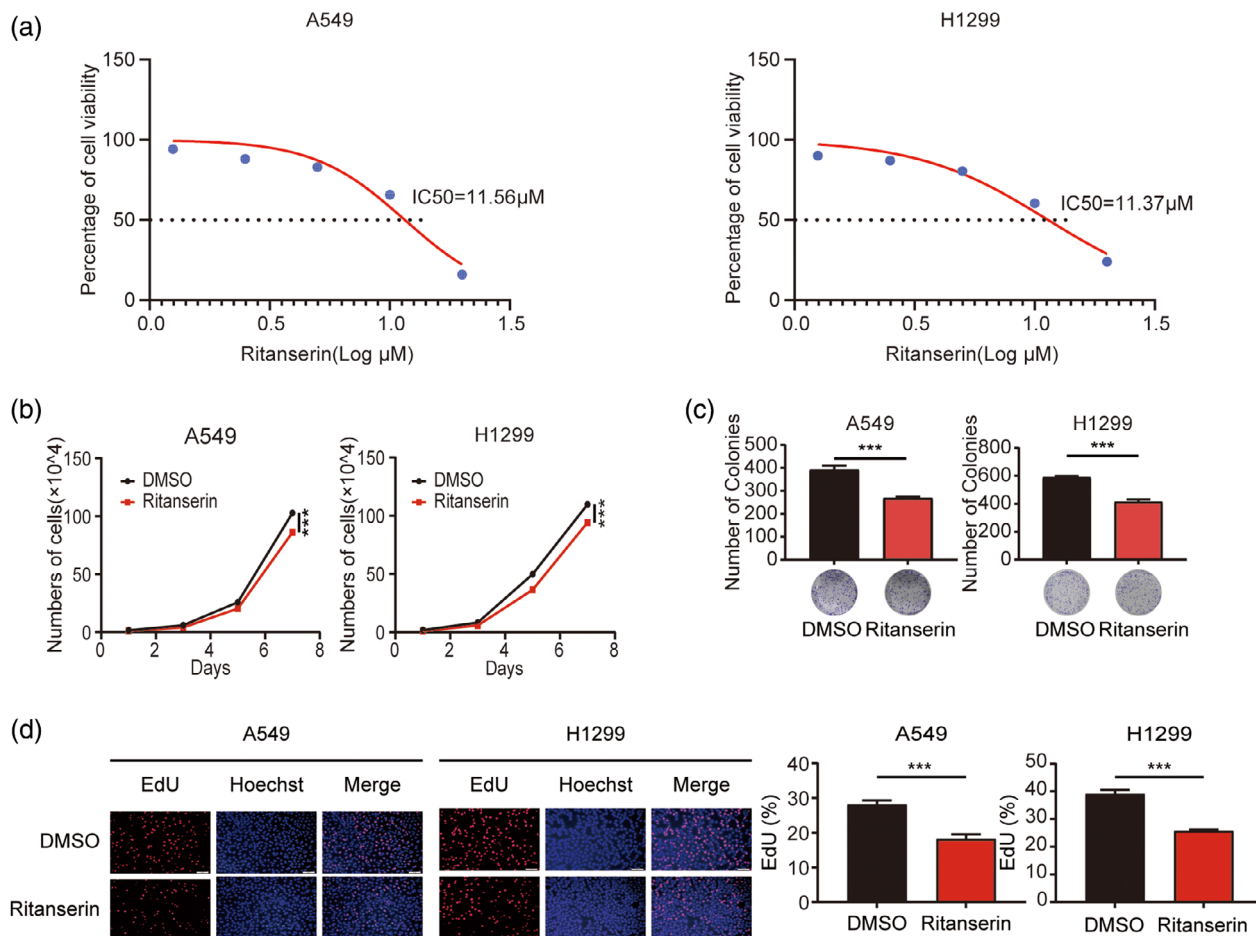 (a)
A549
Percentage of cell viability
150
100
50
0
IC50=11.56µM
0.0 0.5 1.0 1.5
Ritanserin(Log µM)
H1299
Percentage of cell viability
150
100
50
0
IC50=11.37µM
0.0 0.5 1.0 1.5
Ritanserin(Log µM)
(b)
A549
Numbers of cells(×10^4)
150
100
50
0
DMSO
Ritanserin
***
0 2 4 6 8
Days
H1299
Numbers of cells(×10^4)
150
100
50
0
DMSO
Ritanserin
***
0 2 4 6 8
Days
(c)
A549
Number of Colonies
500
400
300
200
100
0
***
DMSO Ritanserin
H1299
Number of Colonies
800
600
400
200
0
***
DMSO Ritanserin
(d)
A549
EdU Hoechst Merge
H1299
EdU Hoechst Merge
DMSO
Ritanserin
A549
EdU (%)
40
30
20
10
0
***
DMSO Ritanserin
H1299
EdU (%)
50
40
30
20
10
0
***
DMSO Ritanserin